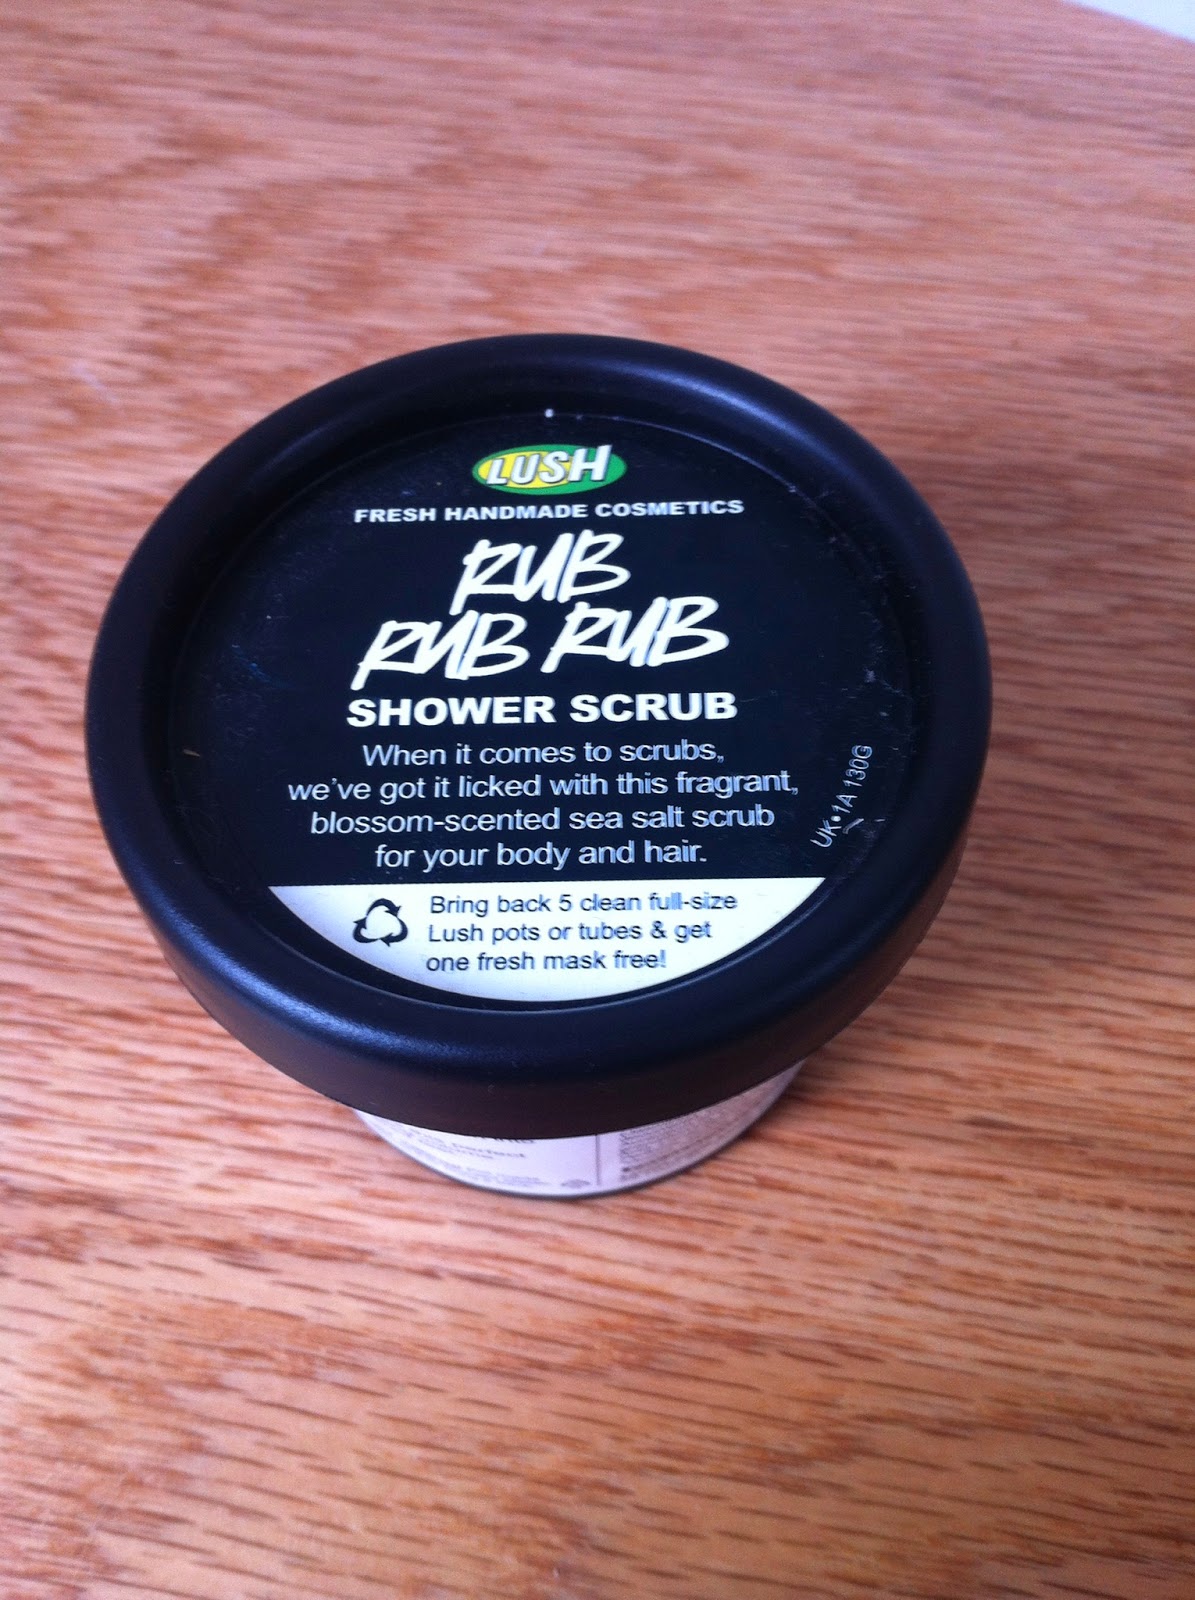 LUSH
FRESH HANDMADE COSMETICS
RUB
RUB RUB
SHOWER SCRUB
When it comes to scrubs,
we've got it licked with this fragrant,
blossom-scented sea salt scrub
for your body and hair.
UK•1A 130G
Bring back 5 clean full-size
Lush pots or tubes & get
one fresh mask free!